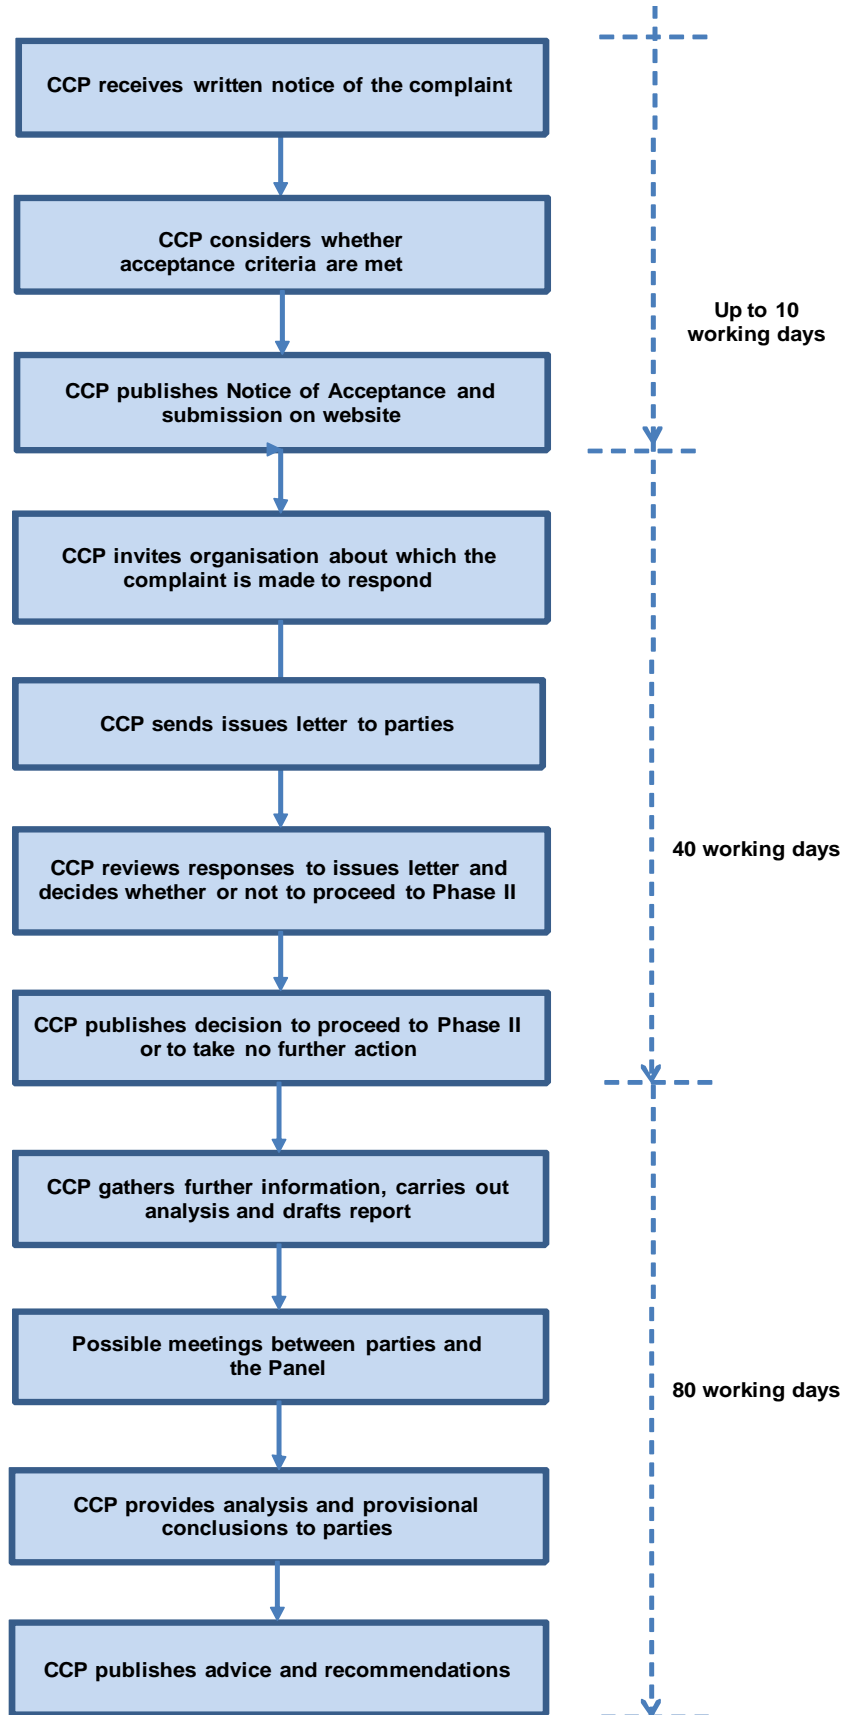 CCP receives written notice of the complaint
CCP considers whether
acceptance criteria are met
Up to 10
working days
CCP publishes Notice of Acceptance and
submission on website
CCP invites organisation about which the
complaint is made to respond
CCP sends issues letter to parties
CCP reviews responses to issues letter and
decides whether or not to proceed to Phase II
40 working days
CCP publishes decision to proceed to Phase II
or to take no further action
CCP gathers further information, carries out
analysis and drafts report
Possible meetings between parties and
the Panel
80 working days
CCP provides analysis and provisional
conclusions to parties
CCP publishes advice and recommendations